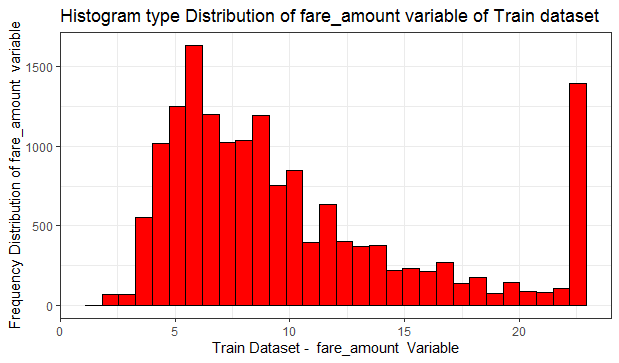 Histogram type Distribution of fare_amount variable of Train dataset
Frequency Distribution of fare_amount variable
1500
1000
500
0
0 5 10 15 20
Train Dataset - fare_amount Variable